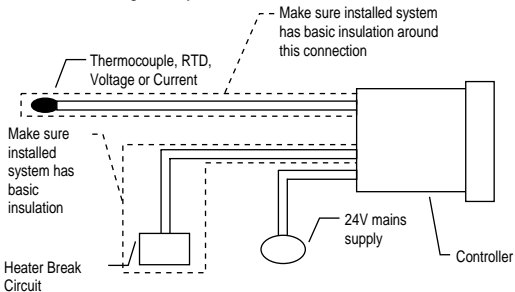 Make sure installed system
has basic insulation around
this connection
Thermocouple, RTD,
Voltage or Current
Make sure
installed
system has
basic
insulation
24V mains
supply
Controller
Heater Break
Circuit